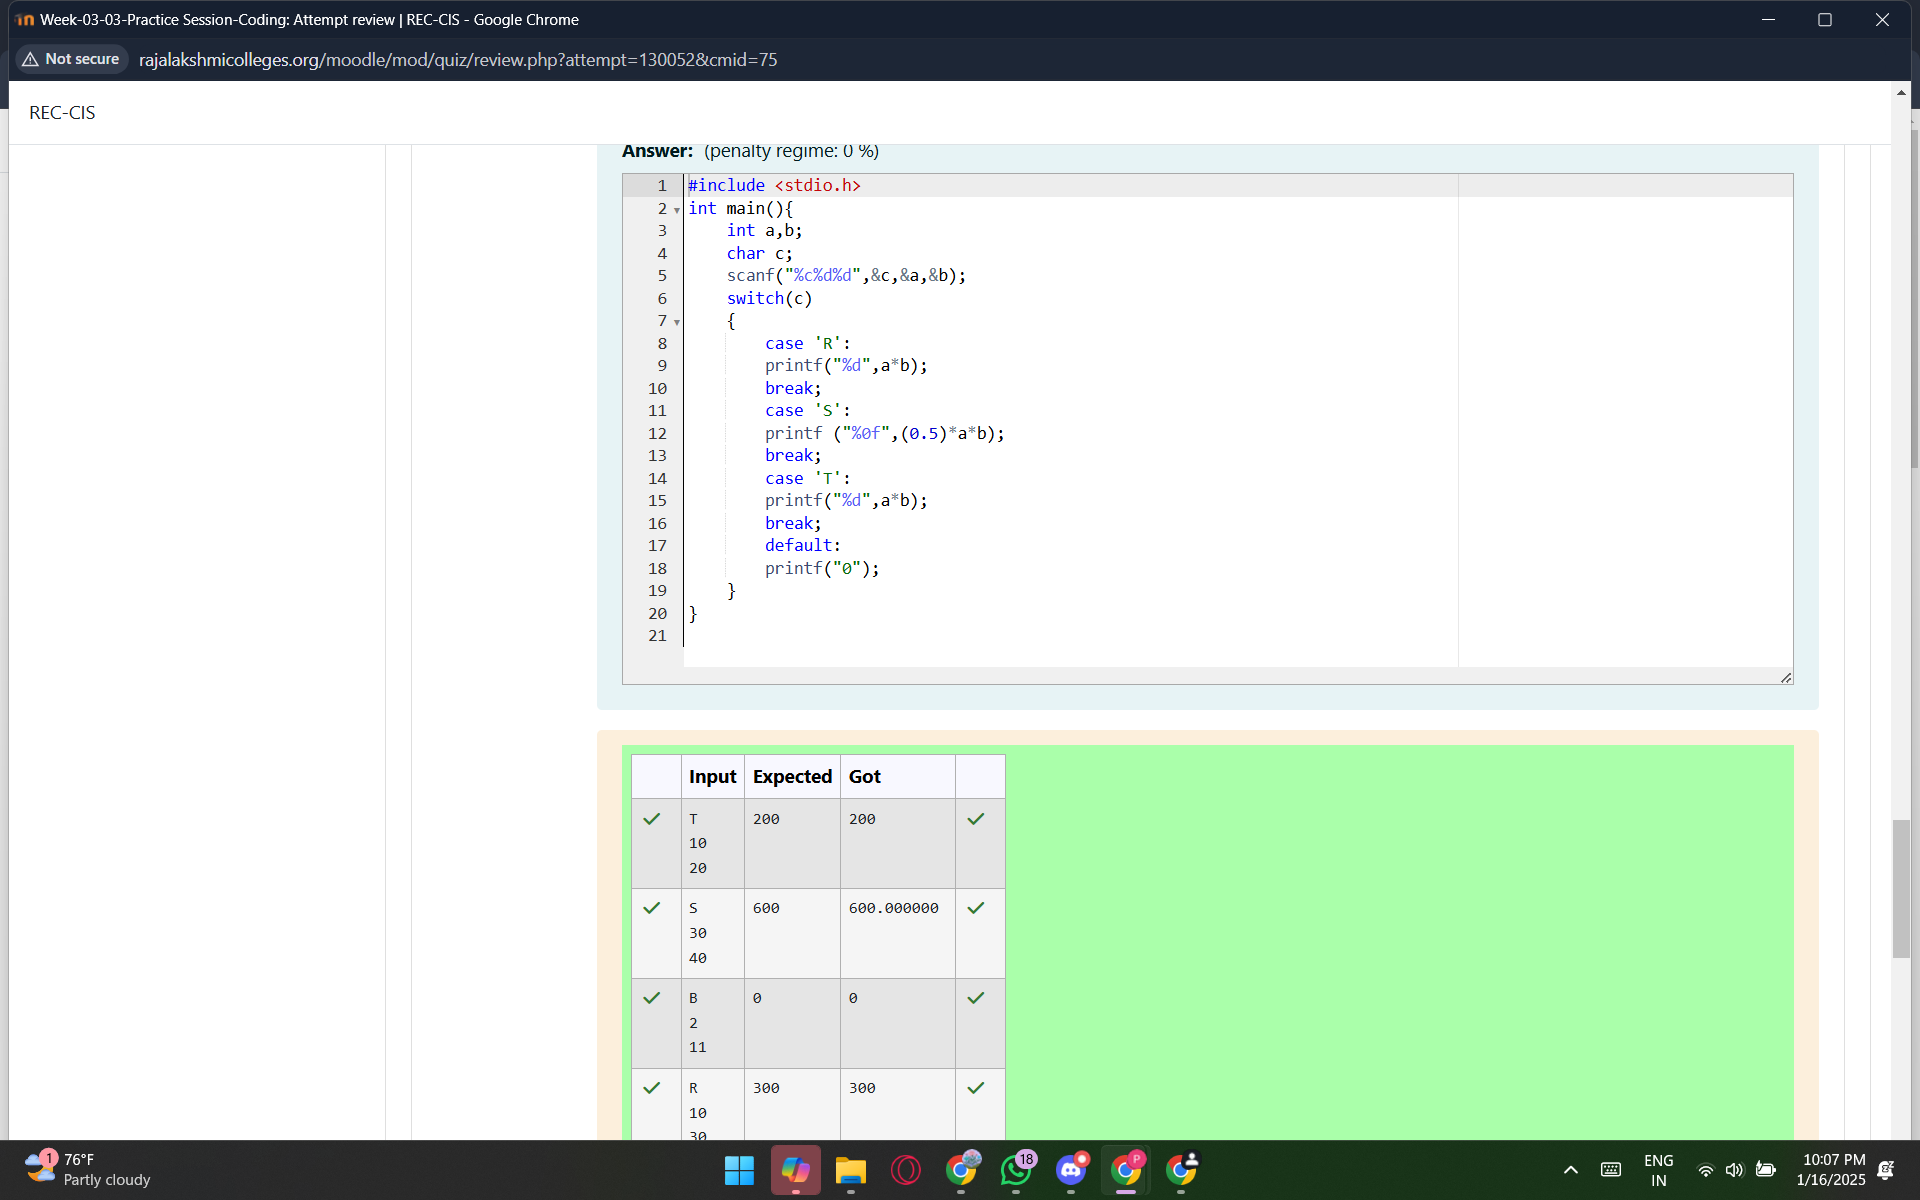 Week-03-03-Practice Session-Coding: Attempt review | REC-CIS - Google Chrome
Not secure rajalakshmicolleges.org/moodle/mod/quiz/review.php?attempt=130052&cmid=75
REC-CIS
Answer: (penalty regime: 0 %)
1 #include <stdio.h>
2 int main(){
3 int a,b;
4 char c;
5 scanf("%c%d%d",&c,&a,&b);
6 switch(c)
7 {
8 case 'R':
9 printf("%d",a*b);
10 break;
11 case 'S':
12 printf ("%0f",(0.5)*a*b);
13 break;
14 case 'T':
15 printf("%d",a*b);
16 break;
17 default:
18 printf("0");
19 }
20 }
21
Input Expected Got
T 200 200
10
20
S 600 600.000000
30
40
B 0 0
2
11
R 300 300
10
30
1 76°F
Partly cloudy
18
P
ENG
IN
10:07 PM
1/16/2025